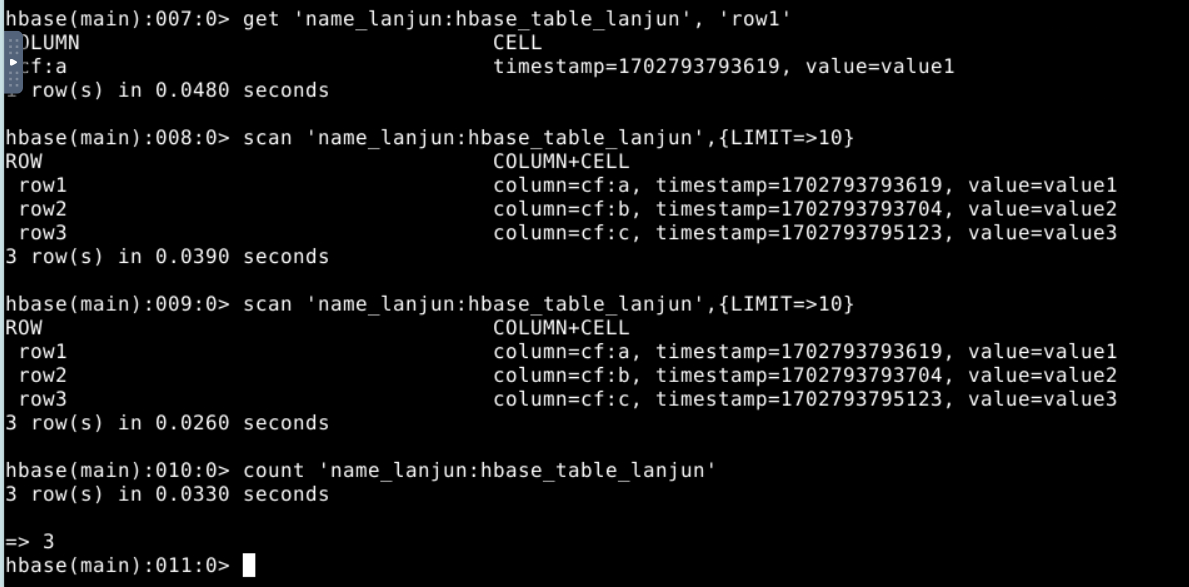 hbase(main):007:0> get 'name_lanjun:hbase_table_lanjun', 'row1'
OLUMN                                  CELL
cf:a                                   timestamp=1702793793619, value=value1
1 row(s) in 0.0480 seconds

hbase(main):008:0> scan 'name_lanjun:hbase_table_lanjun',{LIMIT=>10}
ROW                                    COLUMN+CELL
 row1                                  column=cf:a, timestamp=1702793793619, value=value1
 row2                                  column=cf:b, timestamp=1702793793704, value=value2
 row3                                  column=cf:c, timestamp=1702793795123, value=value3
3 row(s) in 0.0390 seconds

hbase(main):009:0> scan 'name_lanjun:hbase_table_lanjun',{LIMIT=>10}
ROW                                    COLUMN+CELL
 row1                                  column=cf:a, timestamp=1702793793619, value=value1
 row2                                  column=cf:b, timestamp=1702793793704, value=value2
 row3                                  column=cf:c, timestamp=1702793795123, value=value3
3 row(s) in 0.0260 seconds

hbase(main):010:0> count 'name_lanjun:hbase_table_lanjun'
3 row(s) in 0.0330 seconds

=> 3
hbase(main):011:0>